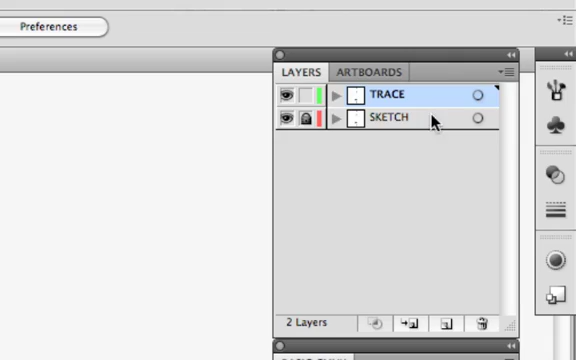 Preferences
LAYERS ARTBOARDS
TRACE
SKETCH
2 Layers